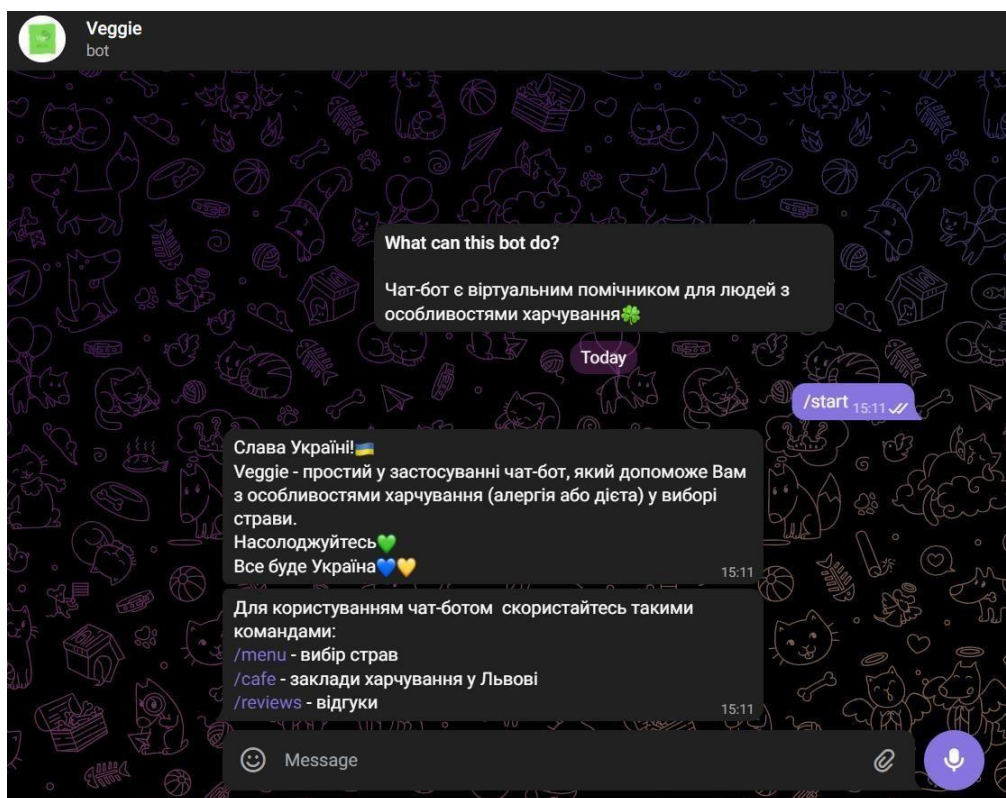 Veggie
bot
What can this bot do?
Чат-бот є віртуальним помічником для людей з
особливостями харчування🍀
Today
/start 15:11
Слава Україні!🇺🇦
Veggie - простий у застосуванні чат-бот, який допоможе Вам
з особливостями харчування (алергія або дієта) у виборі
страви.
Насолоджуйтесь💚
Все буде Україна💙💛
15:11
Для користуванням чат-ботом  скористайтесь такими
командами:
/menu - вибір страв
/cafe - заклади харчування у Львові
/reviews - відгуки
15:11
Message